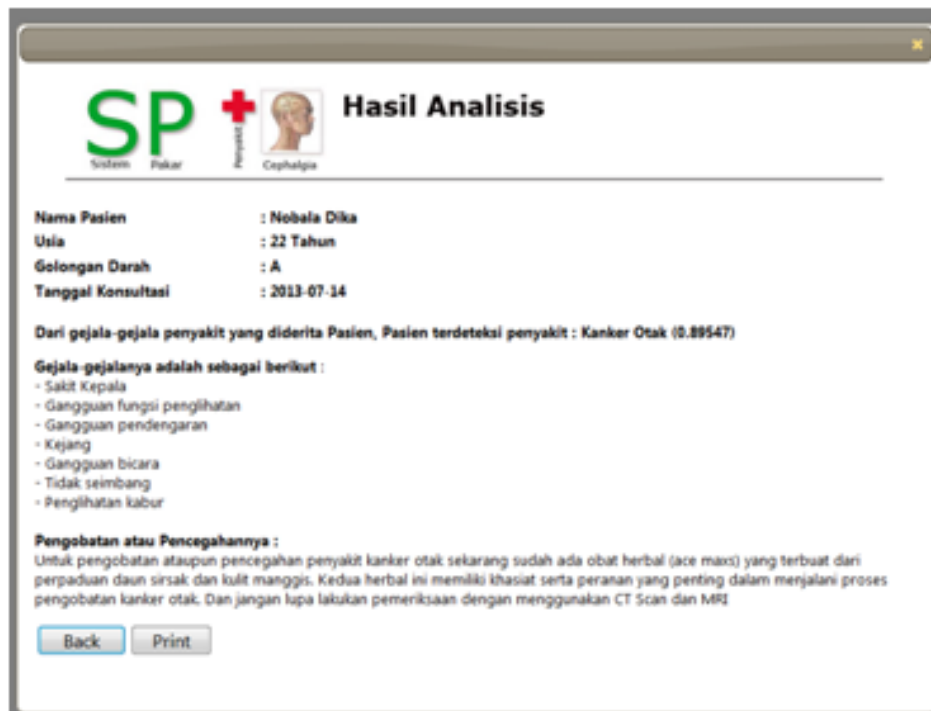 SP
Sistem Pakar
Penyakit
Cephalgia
Hasil Analisis
Nama Pasien : Nobala Dika
Usia : 22 Tahun
Golongan Darah : A
Tanggal Konsultasi : 2013-07-14
Dari gejala-gejala penyakit yang diderita Pasien, Pasien terdeteksi penyakit : Kanker Otak (0.89547)
Gejala-gejalanya adalah sebagai berikut :
- Sakit Kepala
- Gangguan fungsi penglihatan
- Gangguan pendengaran
- Kejang
- Gangguan bicara
- Tidak seimbang
- Penglihatan kabur
Pengobatan atau Pencegahannya :
Untuk pengobatan ataupun pencegahan penyakit kanker otak sekarang sudah ada obat herbal (ace maxs) yang terbuat dari
perpaduan daun sirsak dan kulit manggis. Kedua herbal ini memiliki khasiat serta peranan yang penting dalam menjalani proses
pengobatan kanker otak. Dan jangan lupa lakukan pemeriksaan dengan menggunakan CT Scan dan MRI
Back Print